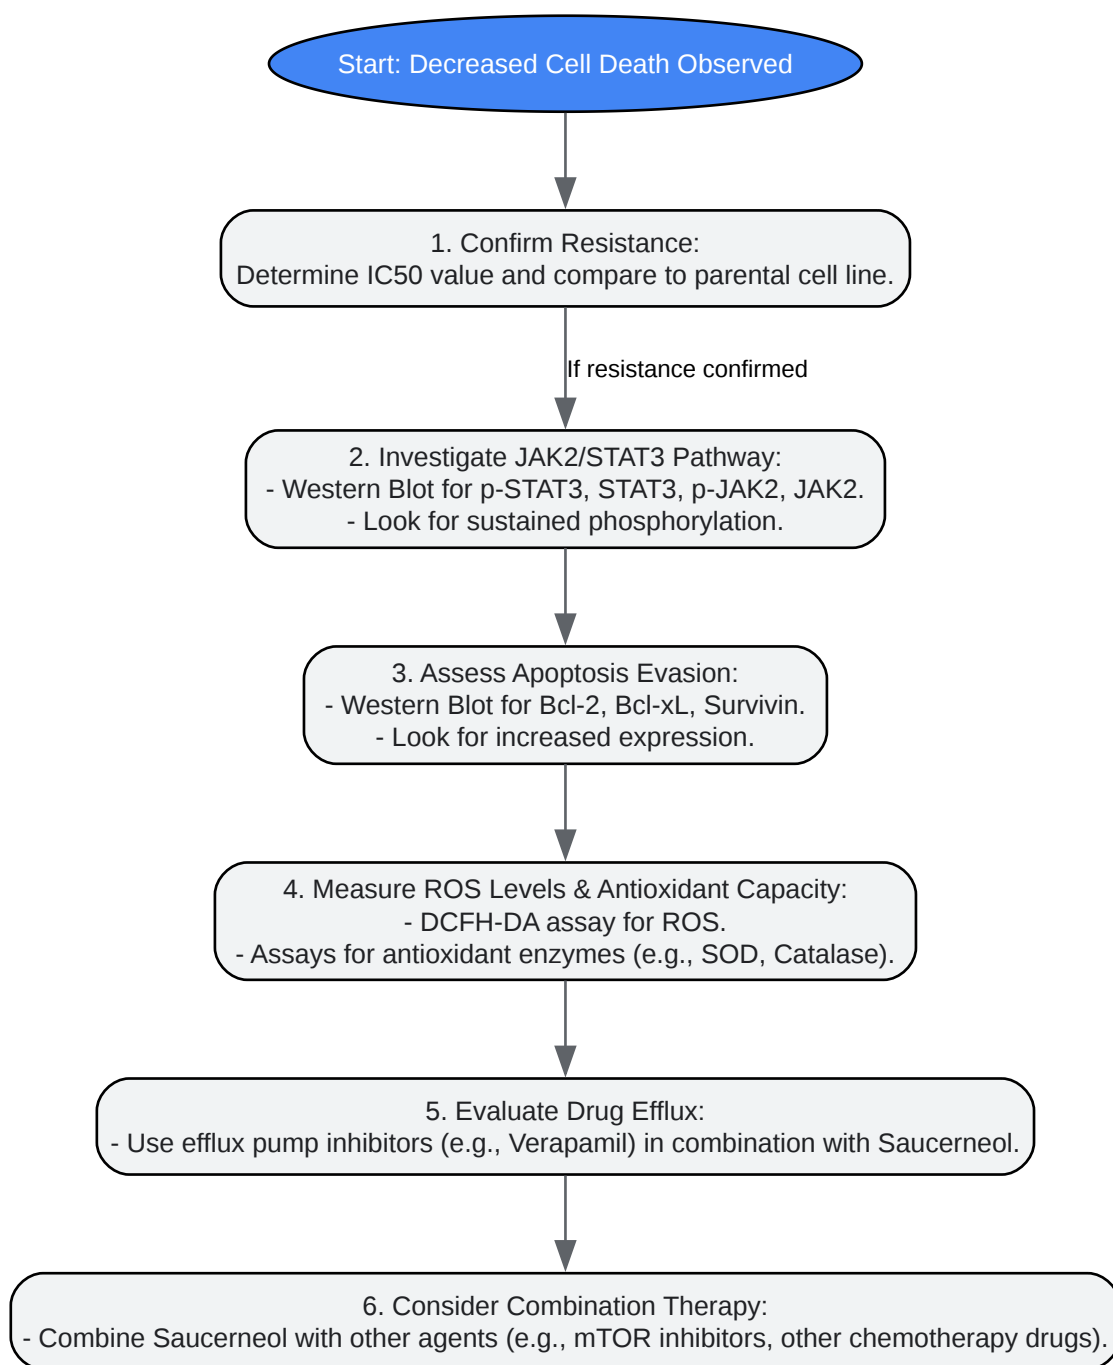 Start: Decreased Cell Death Observed
1. Confirm Resistance:
Determine IC50 value and compare to parental cell line.
If resistance confirmed
2. Investigate JAK2/STAT3 Pathway:
- Western Blot for p-STAT3, STAT3, p-JAK2, JAK2.
- Look for sustained phosphorylation.
3. Assess Apoptosis Evasion:
- Western Blot for Bcl-2, Bcl-xL, Survivin.
- Look for increased expression.
4. Measure ROS Levels & Antioxidant Capacity:
- DCFH-DA assay for ROS.
- Assays for antioxidant enzymes (e.g., SOD, Catalase).
5. Evaluate Drug Efflux:
- Use efflux pump inhibitors (e.g., Verapamil) in combination with Saucerneol.
6. Consider Combination Therapy:
- Combine Saucerneol with other agents (e.g., mTOR inhibitors, other chemotherapy drugs).